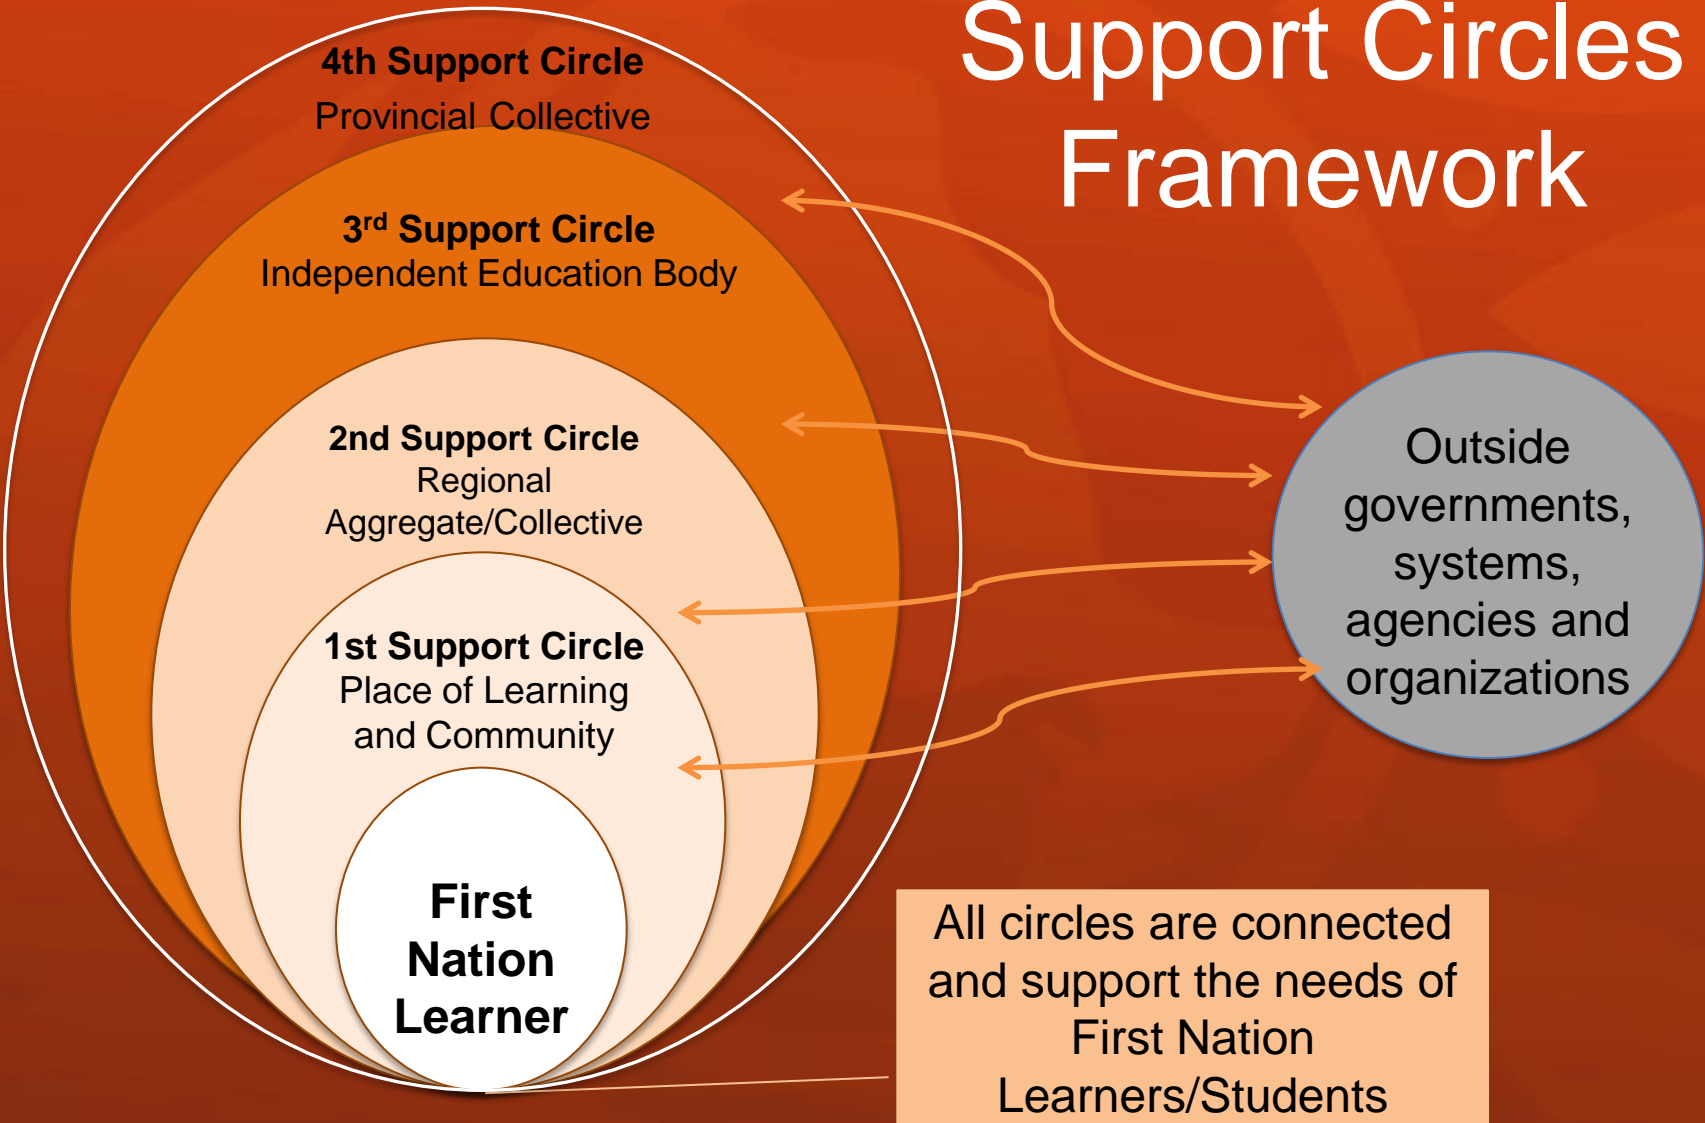 Support Circles
Framework
4th Support Circle
Provincial Collective
3rd Support Circle
Independent Education Body
2nd Support Circle
Regional
Aggregate/Collective
1st Support Circle
Place of Learning
and Community
First
Nation
Learner
Outside
governments,
systems,
agencies and
organizations
All circles are connected
and support the needs of
First Nation
Learners/Students